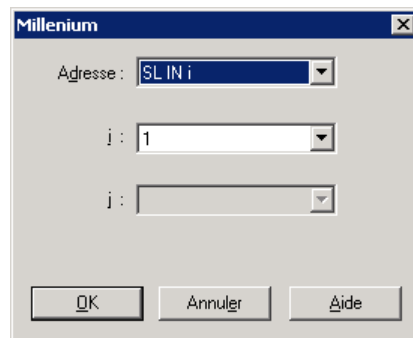 Millenium
Adresse : SL IN i
i : 1
j :
OK Annuler Aide